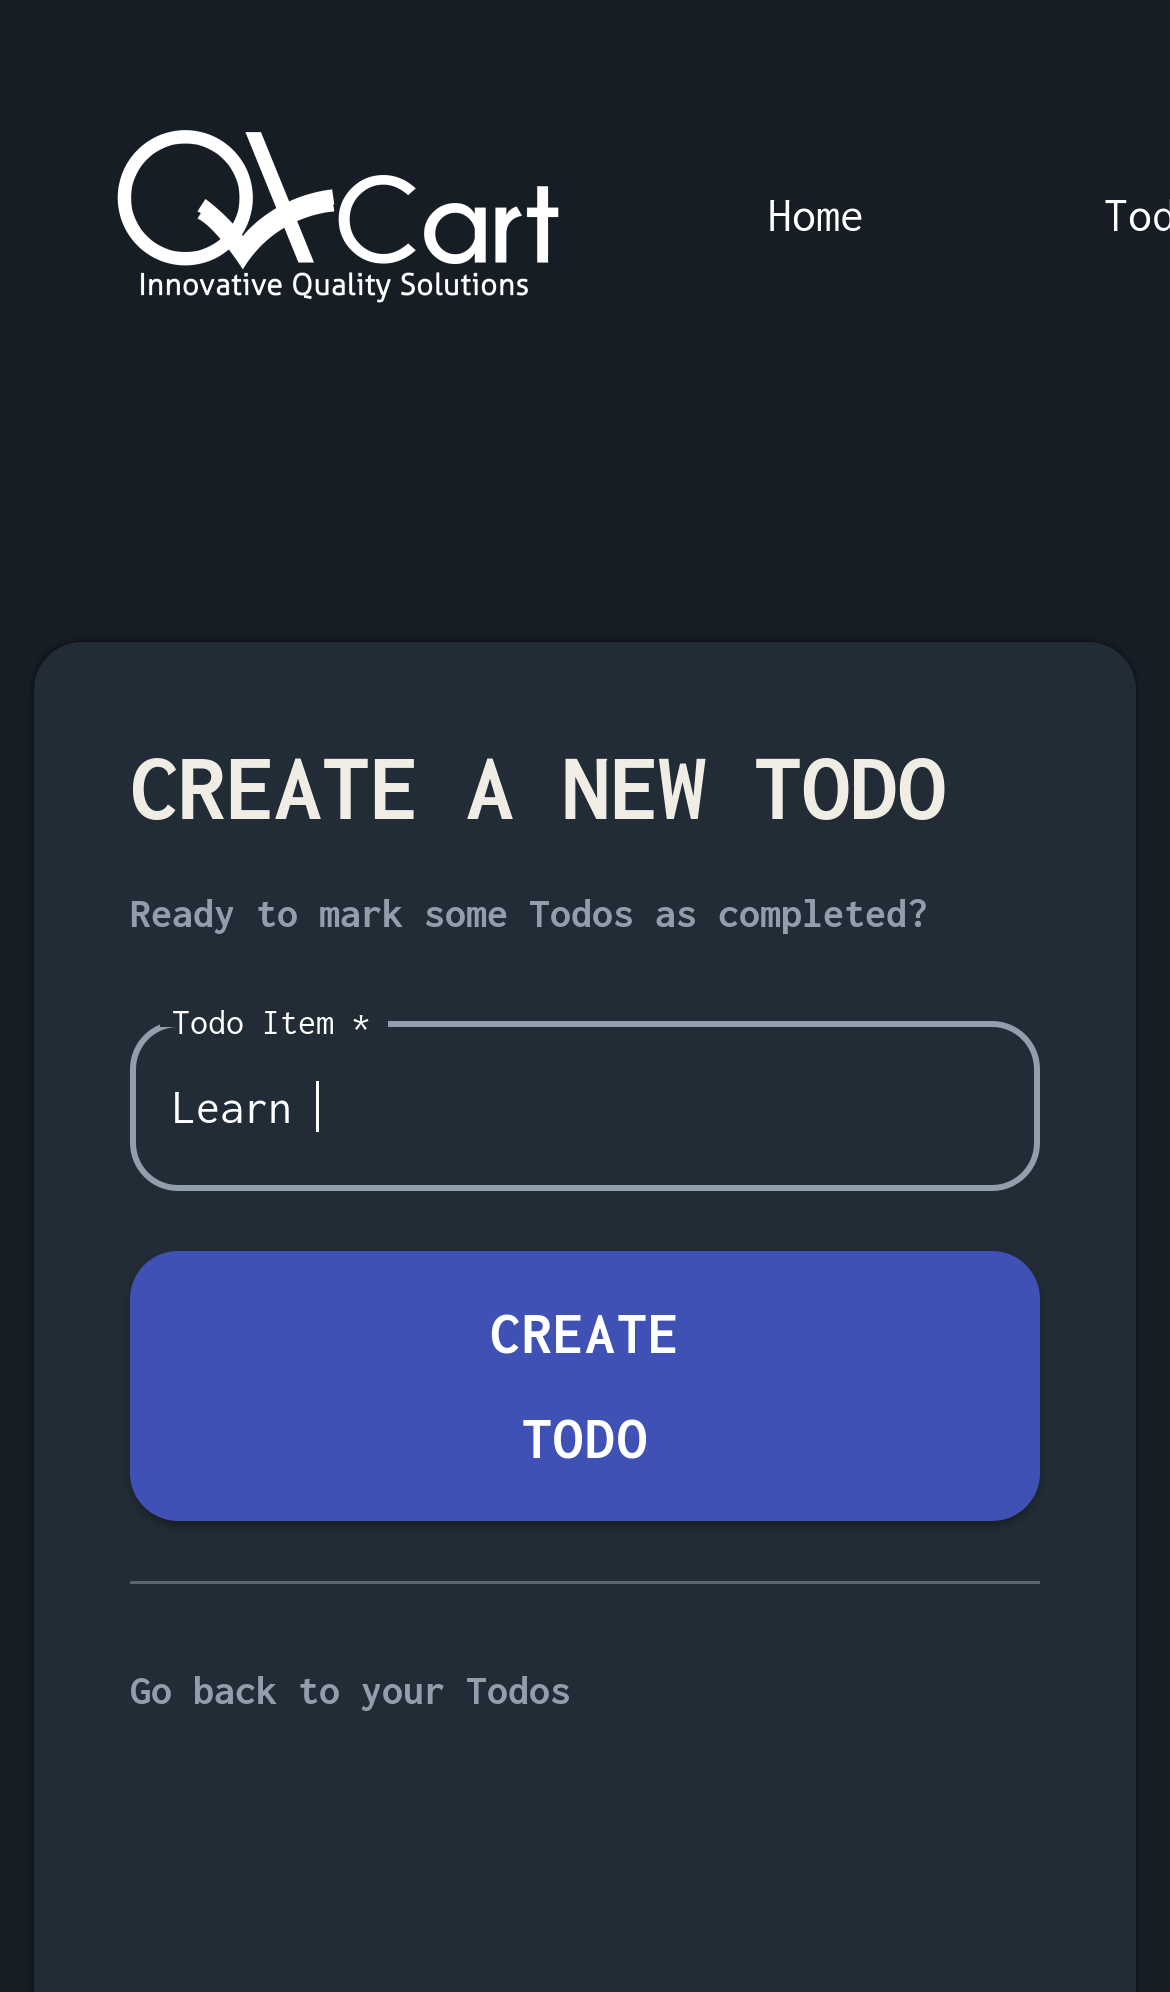 QACart
Innovative Quality Solutions
Home
CREATE A NEW TODO
Ready to mark some Todos as completed?
Todo Item *
Learn
CREATE
TODO
Go back to your Todos